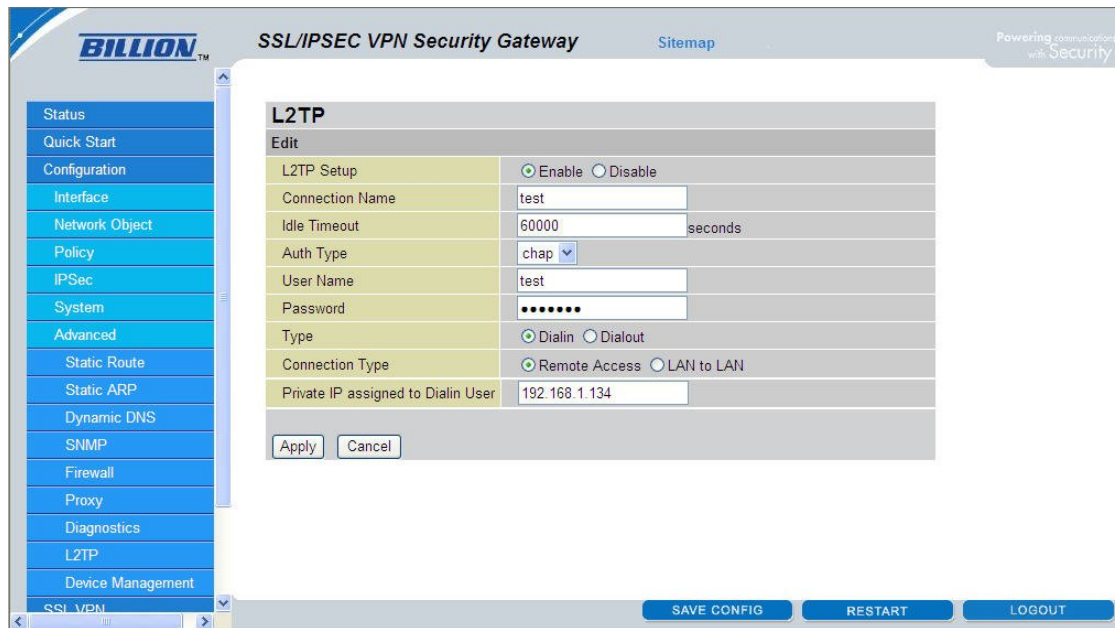 BILLION TM
SSL/IPSEC VPN Security Gateway
Sitemap
Powering communications
with Security
Status
Quick Start
Configuration
Interface
Network Object
Policy
IPSec
System
Advanced
Static Route
Static ARP
Dynamic DNS
SNMP
Firewall
Proxy
Diagnostics
L2TP
Device Management
SSL VPN
L2TP
Edit
L2TP Setup Enable Disable
Connection Name test
Idle Timeout 60000 seconds
Auth Type chap
User Name test
Password •••••••
Type Dialin Dialout
Connection Type Remote Access LAN to LAN
Private IP assigned to Dialin User 192.168.1.134
Apply Cancel
SAVE CONFIG RESTART LOGOUT